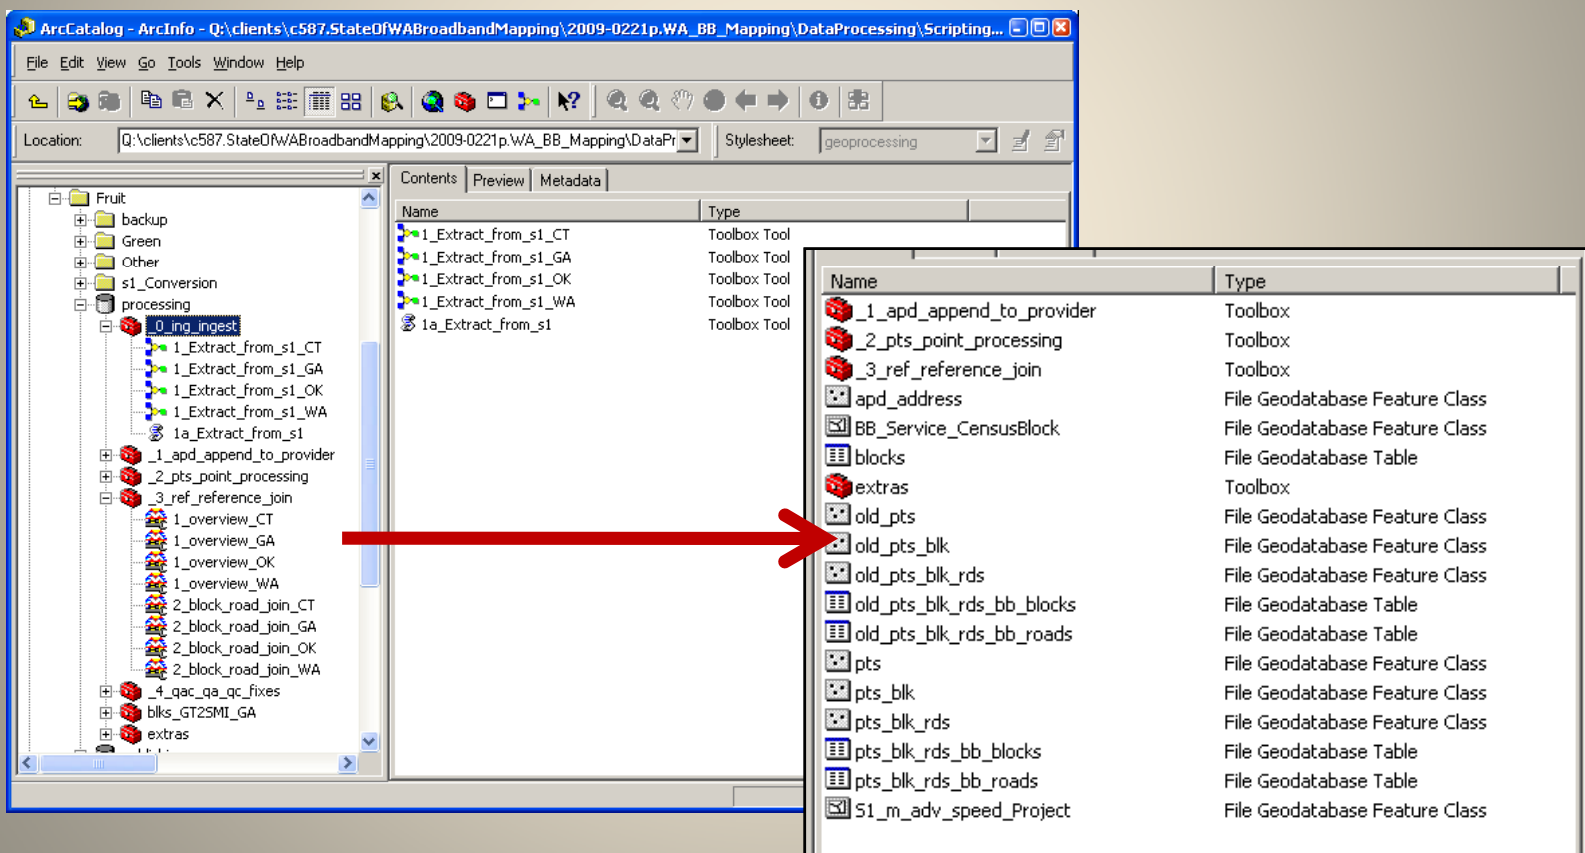 ArcCatalog - ArcInfo - Q:\clients\c587.StateOfWABroadbandMapping\2009-0221p.WA_BB_Mapping\DataProcessing\Scripting...
File Edit View Go Tools Window Help
Location: Q:\clients\c587.StateOfWABroadbandMapping\2009-0221p.WA_BB_Mapping\DataPr Stylesheet: geoprocessing
Fruit
backup
Green
Other
s1_Conversion
processing
_0_ing_ingest
1_Extract_from_s1_CT
1_Extract_from_s1_GA
1_Extract_from_s1_OK
1_Extract_from_s1_WA
1a_Extract_from_s1
_1_apd_append_to_provider
_2_pts_point_processing
_3_ref_reference_join
1_overview_CT
1_overview_GA
1_overview_OK
1_overview_WA
2_block_road_join_CT
2_block_road_join_GA
2_block_road_join_OK
2_block_road_join_WA
_4_qac_qa_qc_fixes
blks_GT2SMI_GA
extras
Contents Preview Metadata
Name Type
1_Extract_from_s1_CT Toolbox Tool
1_Extract_from_s1_GA Toolbox Tool
1_Extract_from_s1_OK Toolbox Tool
1_Extract_from_s1_WA Toolbox Tool
1a_Extract_from_s1 Toolbox Tool
Name Type
_1_apd_append_to_provider Toolbox
_2_pts_point_processing Toolbox
_3_ref_reference_join Toolbox
apd_address File Geodatabase Feature Class
BB_Service_CensusBlock File Geodatabase Feature Class
blocks File Geodatabase Table
extras Toolbox
old_pts File Geodatabase Feature Class
old_pts_blk File Geodatabase Feature Class
old_pts_blk_rds File Geodatabase Feature Class
old_pts_blk_rds_bb_blocks File Geodatabase Table
old_pts_blk_rds_bb_roads File Geodatabase Table
pts File Geodatabase Feature Class
pts_blk File Geodatabase Feature Class
pts_blk_rds File Geodatabase Feature Class
pts_blk_rds_bb_blocks File Geodatabase Table
pts_blk_rds_bb_roads File Geodatabase Table
S1_m_adv_speed_Project File Geodatabase Feature Class